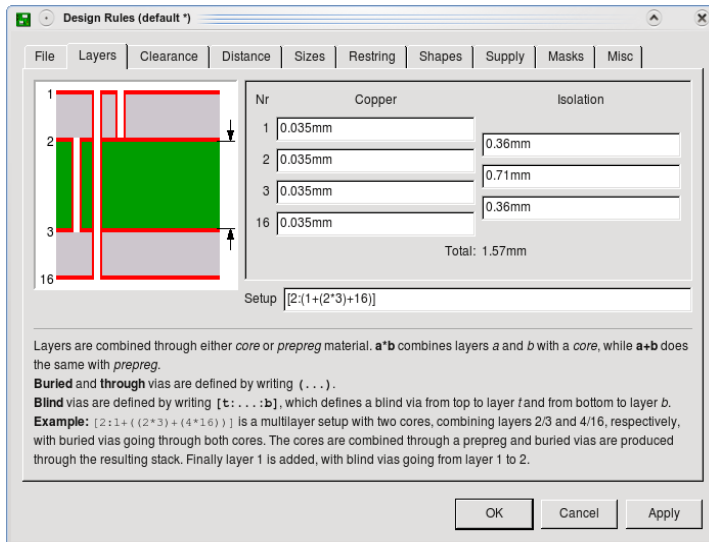 Design Rules (default *)
File Layers Clearance Distance Sizes Restring Shapes Supply Masks Misc
1
2
3
16
Nr Copper Isolation
1 0.035mm
0.36mm
2 0.035mm
0.71mm
3 0.035mm
0.36mm
16 0.035mm
Total: 1.57mm
Setup [2:(1+(2*3)+16)]
Layers are combined through either core or prepreg material. a*b combines layers a and b with a core, while a+b does
the same with prepreg.
Buried and through vias are defined by writing (...).
Blind vias are defined by writing [t:...:b], which defines a blind via from top to layer t and from bottom to layer b.
Example: [2:1+((2*3)+(4*16))] is a multilayer setup with two cores, combining layers 2/3 and 4/16, respectively,
with buried vias going through both cores. The cores are combined through a prepreg and buried vias are produced
through the resulting stack. Finally layer 1 is added, with blind vias going from layer 1 to 2.
OK Cancel Apply